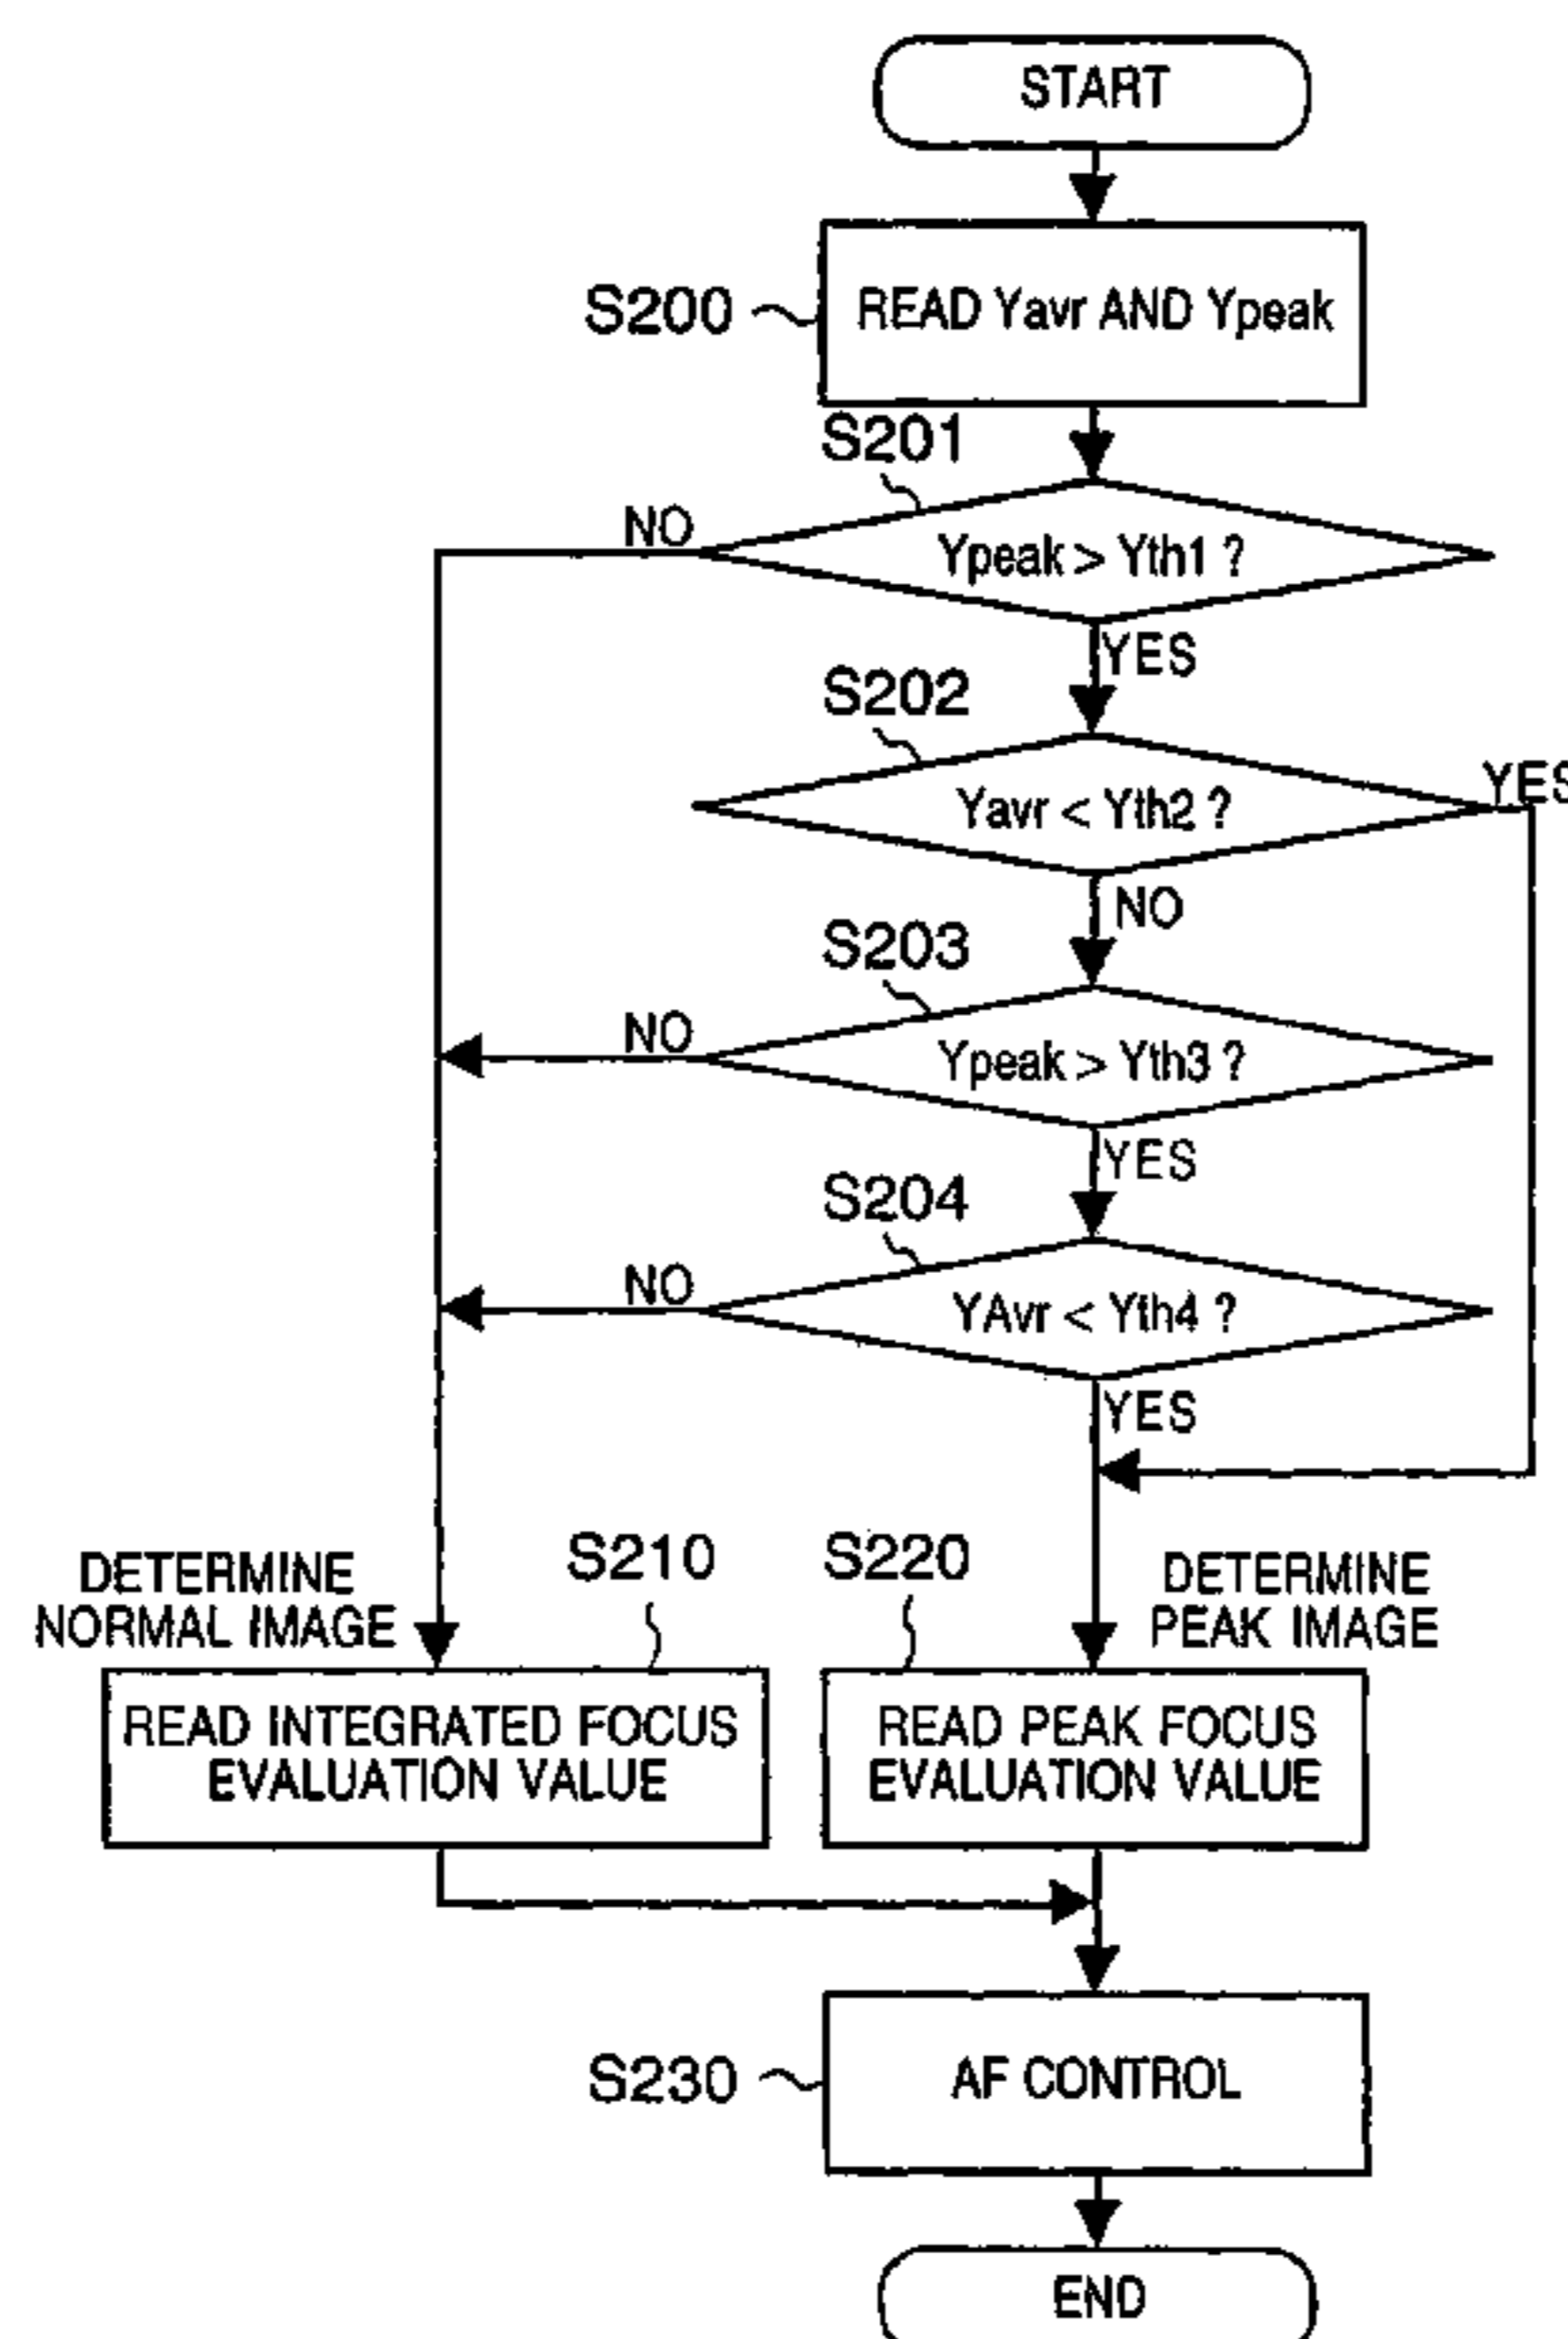 START
S200
READ Yavr AND Ypeak
S201
NO
Ypeak > Yth1 ?
YES
S202
Yavr < Yth2 ?
YES
NO
S203
NO
Ypeak > Yth3 ?
YES
S204
NO
YAvr < Yth4 ?
YES
DETERMINE
NORMAL IMAGE
S210
S220
DETERMINE
PEAK IMAGE
READ INTEGRATED FOCUS
EVALUATION VALUE
READ PEAK FOCUS
EVALUATION VALUE
S230
AF CONTROL
END